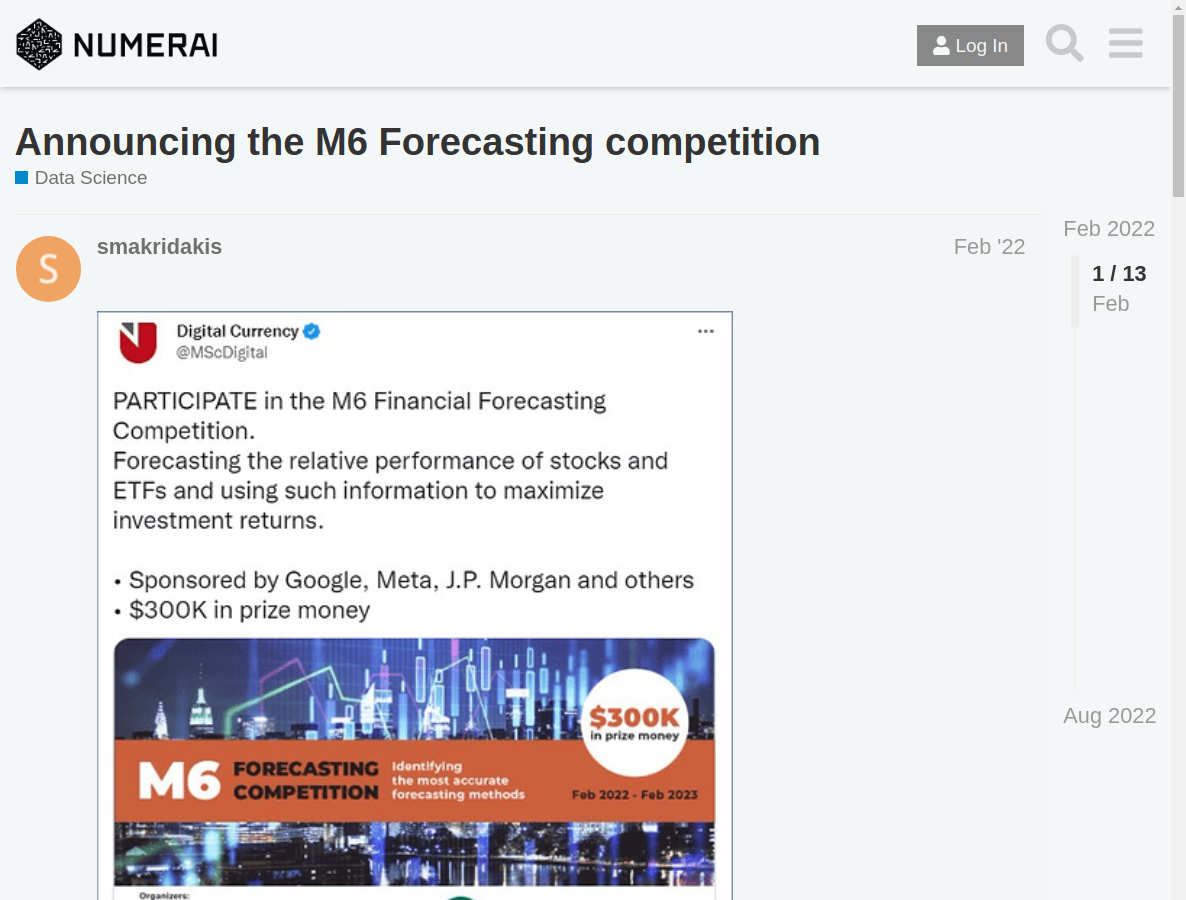 NUMERAI
Log In
Announcing the M6 Forecasting competition
Data Science
S
smakridakis
Feb '22
Feb 2022
1 / 13
Feb
Aug 2022
Digital Currency
@MScDigital
PARTICIPATE in the M6 Financial Forecasting
Competition.
Forecasting the relative performance of stocks and
ETFs and using such information to maximize
investment returns.
• Sponsored by Google, Meta, J.P. Morgan and others
• $300K in prize money
$300K
in prize money
M6
FORECASTING
COMPETITION
Identifying
the most accurate
forecasting methods
Feb 2022 - Feb 2023
Organizers: